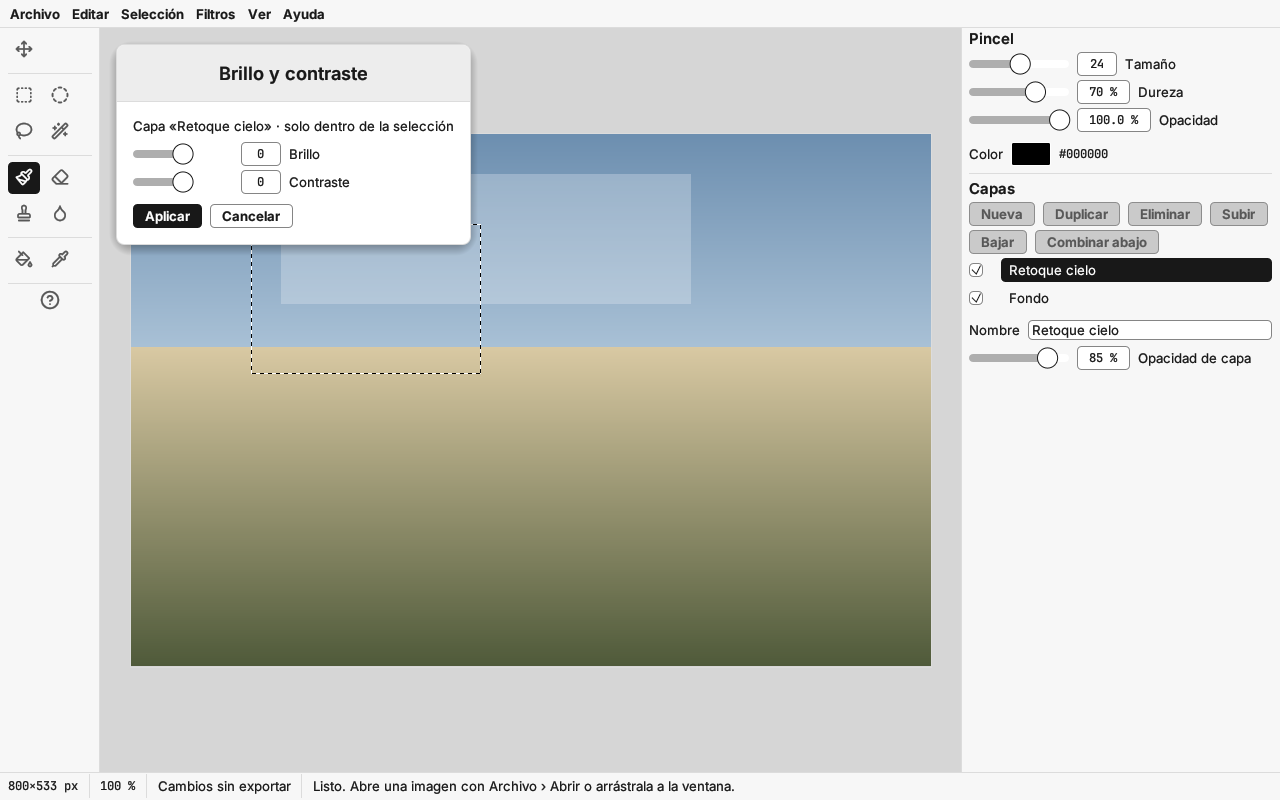 Archivo Editar Selección Filtros Ver Ayuda
Brillo y contraste
Capa «Retoque cielo» · solo dentro de la selección
0 Brillo
0 Contraste
Aplicar Cancelar
Pincel
24 Tamaño
70 % Dureza
100.0 % Opacidad
Color #000000
Capas
Nueva Duplicar Eliminar Subir
Bajar Combinar abajo
Retoque cielo
Fondo
Nombre Retoque cielo
85 % Opacidad de capa
800×533 px 100 % Cambios sin exportar Listo. Abre una imagen con Archivo › Abrir o arrástrala a la ventana.